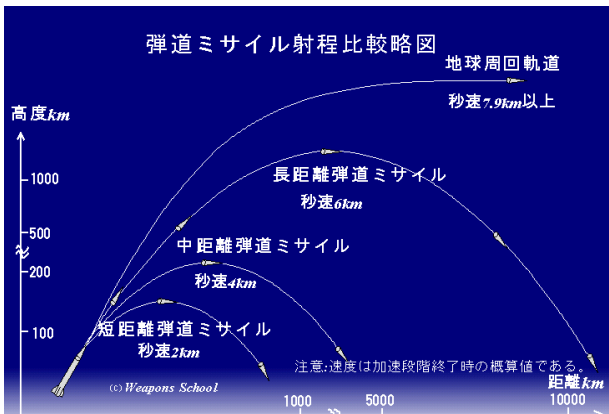 弾道ミサイル射程比較略図
地球周回軌道
秒速7.9km以上
高度km
1000
長距離弾道ミサイル
秒速6km
500
中距離弾道ミサイル
200
秒速4km
100
短距離弾道ミサイル
秒速2km
注意:速度は加速段階終了時の概算値である。
(c) Weapons School
距離km
1000
5000
10000